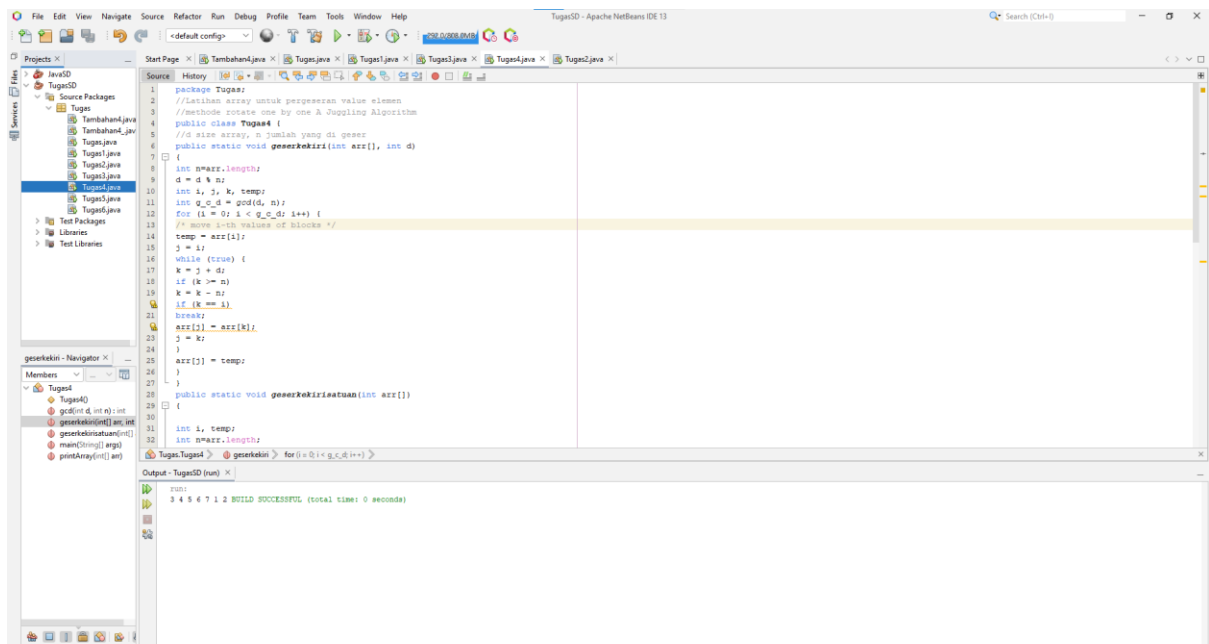 File Edit View Navigate Source Refactor Run Debug Profile Team Tools Window Help
TugasSD - Apache NetBeans IDE 13
Search (Ctrl+I)
<default config>
Projects
Files
Services
JavaSD
TugasSD
Source Packages
Tugas
Tambahan4.java
Tambahan4_jav
Tugas.java
Tugas1.java
Tugas2.java
Tugas3.java
Tugas4.java
Tugas5.java
Tugas6.java
Test Packages
Libraries
Test Libraries
Start Page Tambahan4.java Tugas.java Tugas1.java Tugas3.java Tugas4.java Tugas2.java
Source History
1 package Tugas;
2 //Latihan array untuk pergeseran value elemen
3 //methode rotate one by one A Juggling Algorithm
4 public class Tugas4 {
5 //d size array, n jumlah yang di geser
6 public static void geserkekiri(int arr[], int d)
7 {
8 int n=arr.length;
9 d = d % n;
10 int i, j, k, temp;
11 int g_c_d = gcd(d, n);
12 for (i = 0; i < g_c_d; i++) {
13 /* move i-th values of blocks */
14 temp = arr[i];
15 j = i;
16 while (true) {
17 k = j + d;
18 if (k >= n)
19 k = k - n;
if (k == i)
21 break;
arr[j] = arr[k];
23 j = k;
24 }
25 arr[j] = temp;
26 }
27 }
28 public static void geserkekirisatuan(int arr[])
29 {
30
31 int i, temp;
32 int n=arr.length;
Tugas.Tugas4 geserkekiri for (i = 0; i < g_c_d; i++)
geserkekiri - Navigator
Members
Tugas4
Tugas4()
gcd(int d, int n) : int
geserkekiri(int[] arr, int
geserkekirisatuan(int[]
main(String[] args)
printArray(int[] arr)
Output - TugasSD (run)
run:
3 4 5 6 7 1 2 BUILD SUCCESSFUL (total time: 0 seconds)